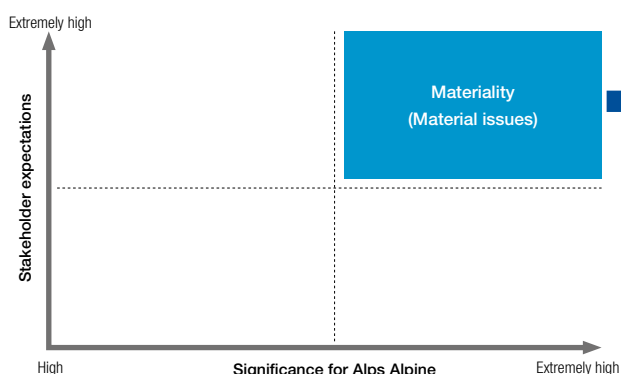 Extremely high
Stakeholder expectations
Materiality
(Material issues)
High
Significance for Alps Alpine
Extremely high